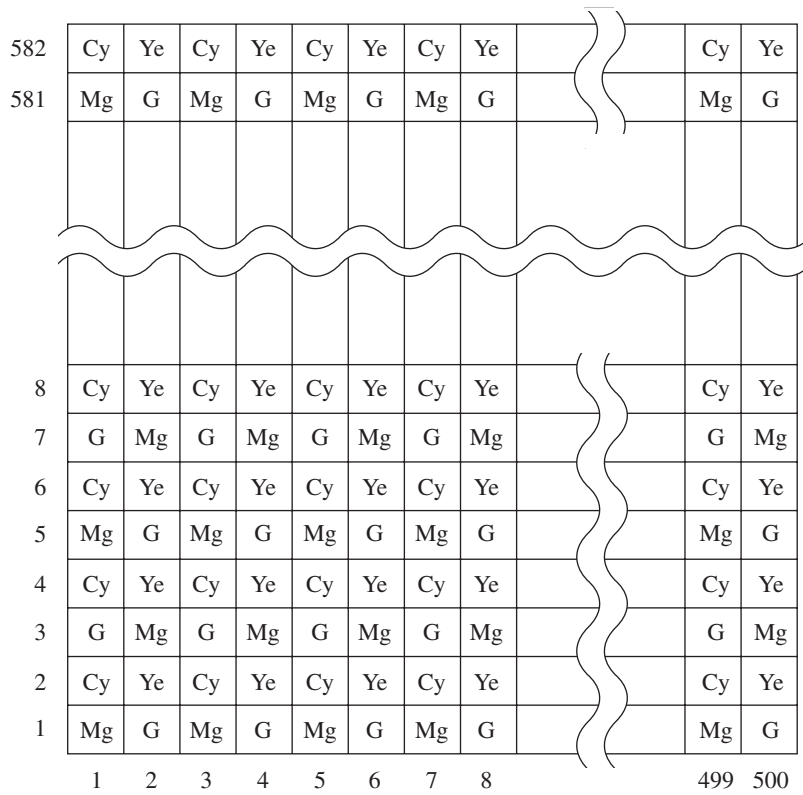 582 Cy Ye Cy Ye Cy Ye Cy Ye Cy Ye
581 Mg G Mg G Mg G Mg G Mg G
8 Cy Ye Cy Ye Cy Ye Cy Ye Cy Ye
7 G Mg G Mg G Mg G Mg G Mg
6 Cy Ye Cy Ye Cy Ye Cy Ye Cy Ye
5 Mg G Mg G Mg G Mg G Mg G
4 Cy Ye Cy Ye Cy Ye Cy Ye Cy Ye
3 G Mg G Mg G Mg G Mg G Mg
2 Cy Ye Cy Ye Cy Ye Cy Ye Cy Ye
1 Mg G Mg G Mg G Mg G Mg G
1 2 3 4 5 6 7 8 499 500